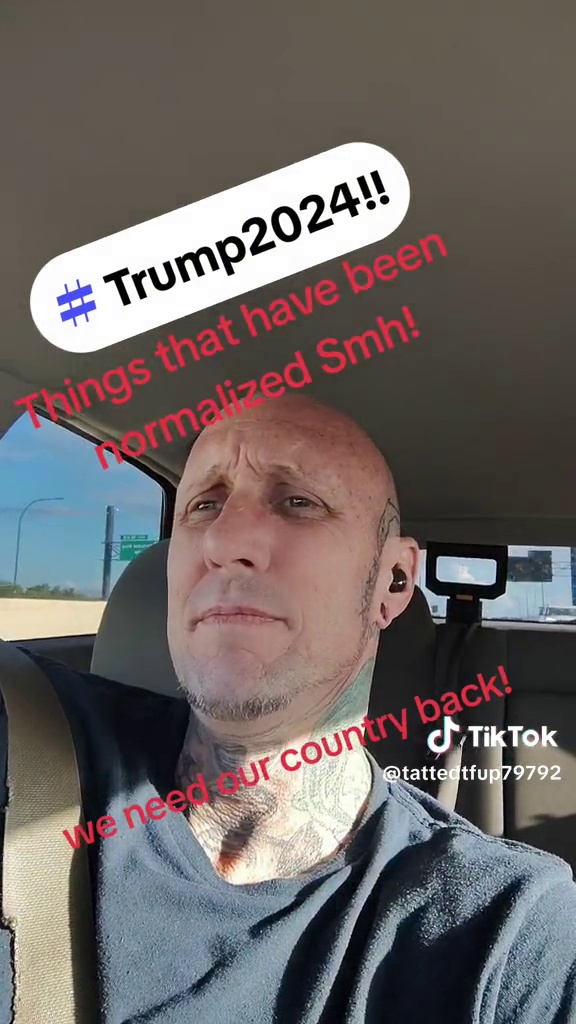 # Trump2024!!
Things that have been
normalized Smh!
we need our country back!
TikTok
@tattedtfup79792